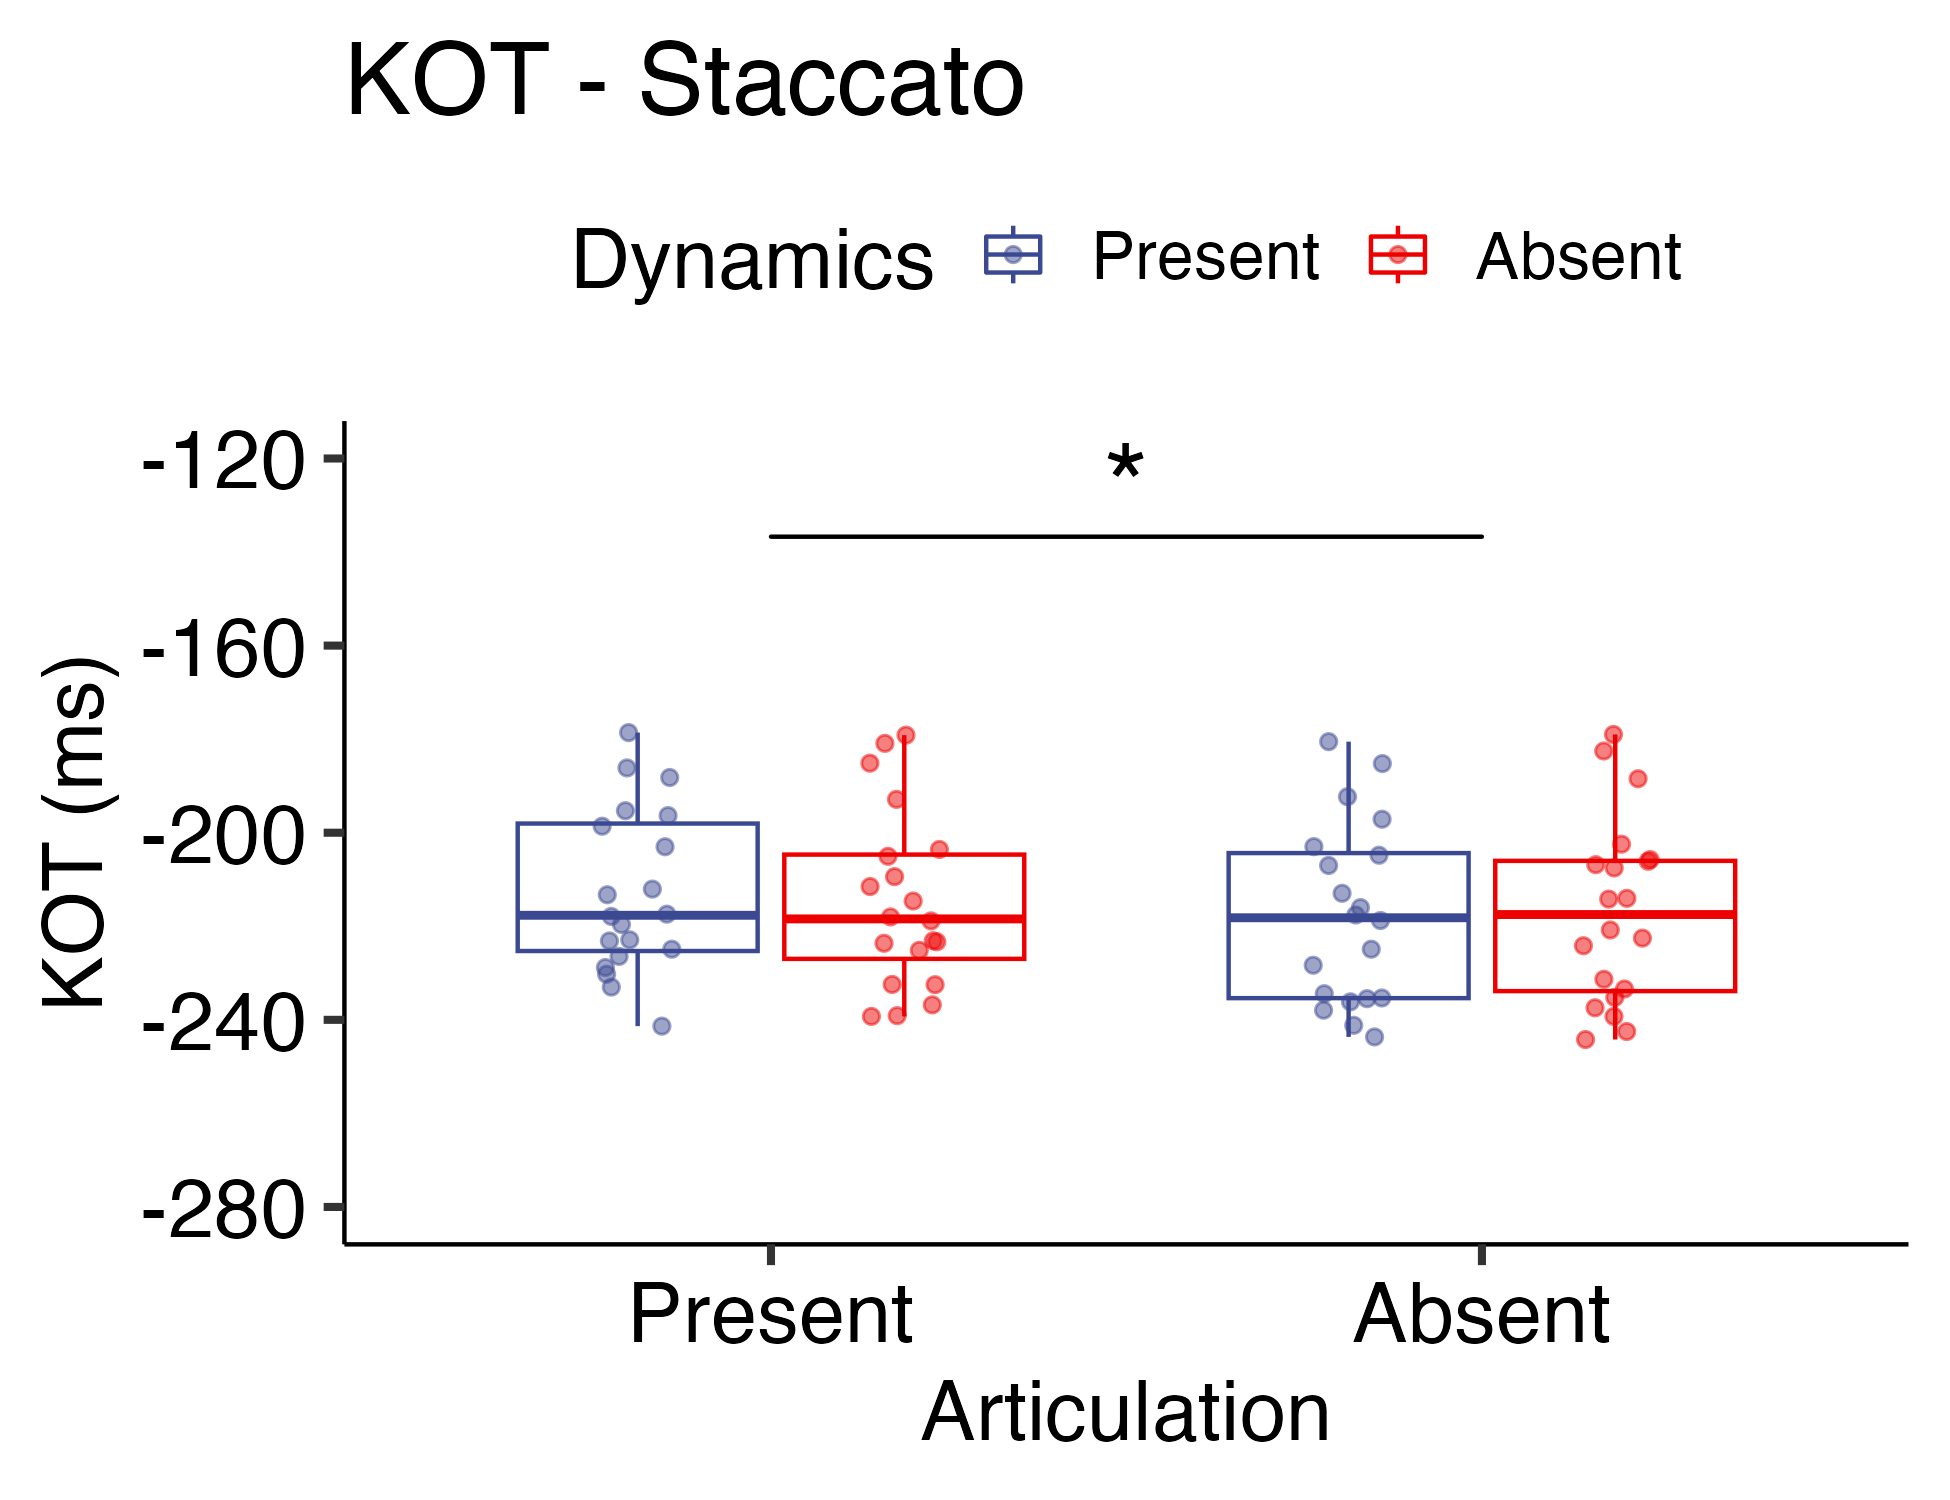 KOT - Staccato
Dynamics Present Absent
*
-120
-160
-200
-240
-280
KOT (ms)
Present Absent
Articulation